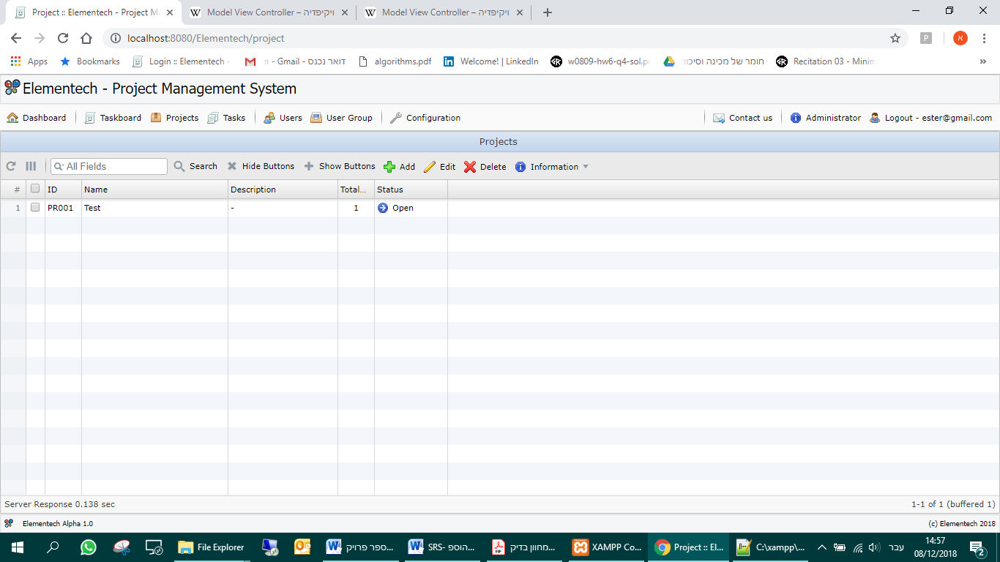 Project :: Elementech - Project Ma
Model View Controller – ויקיפדיה
Model View Controller – ויקיפדיה
localhost:8080/Elementech/project
P
א
Apps
Bookmarks
Login :: Elementech -
דואר נכנס - Gmail - m
algorithms.pdf
Welcome! | LinkedIn
w0809-hw6-q4-sol.pd
חומר של מכינה וסיכומ
Recitation 03 - Minim
»
Elementech - Project Management System
Dashboard
Taskboard
Projects
Tasks
Users
User Group
Configuration
Contact us
Administrator
Logout - ester@gmail.com
Projects
All Fields
Search
Hide Buttons
Show Buttons
Add
Edit
Delete
Information
# ID Name Description Total... Status
1 PR001 Test - 1 Open
Server Response 0.138 sec
1-1 of 1 (buffered 1)
Elementech Alpha 1.0
(c) Elementech 2018
File Explorer
ספר פרויק...
SRS- הוספ...
מחוון בדיק...
XAMPP Co...
Project :: El...
C:\xampp\...
עבר
14:57
08/12/2018
2